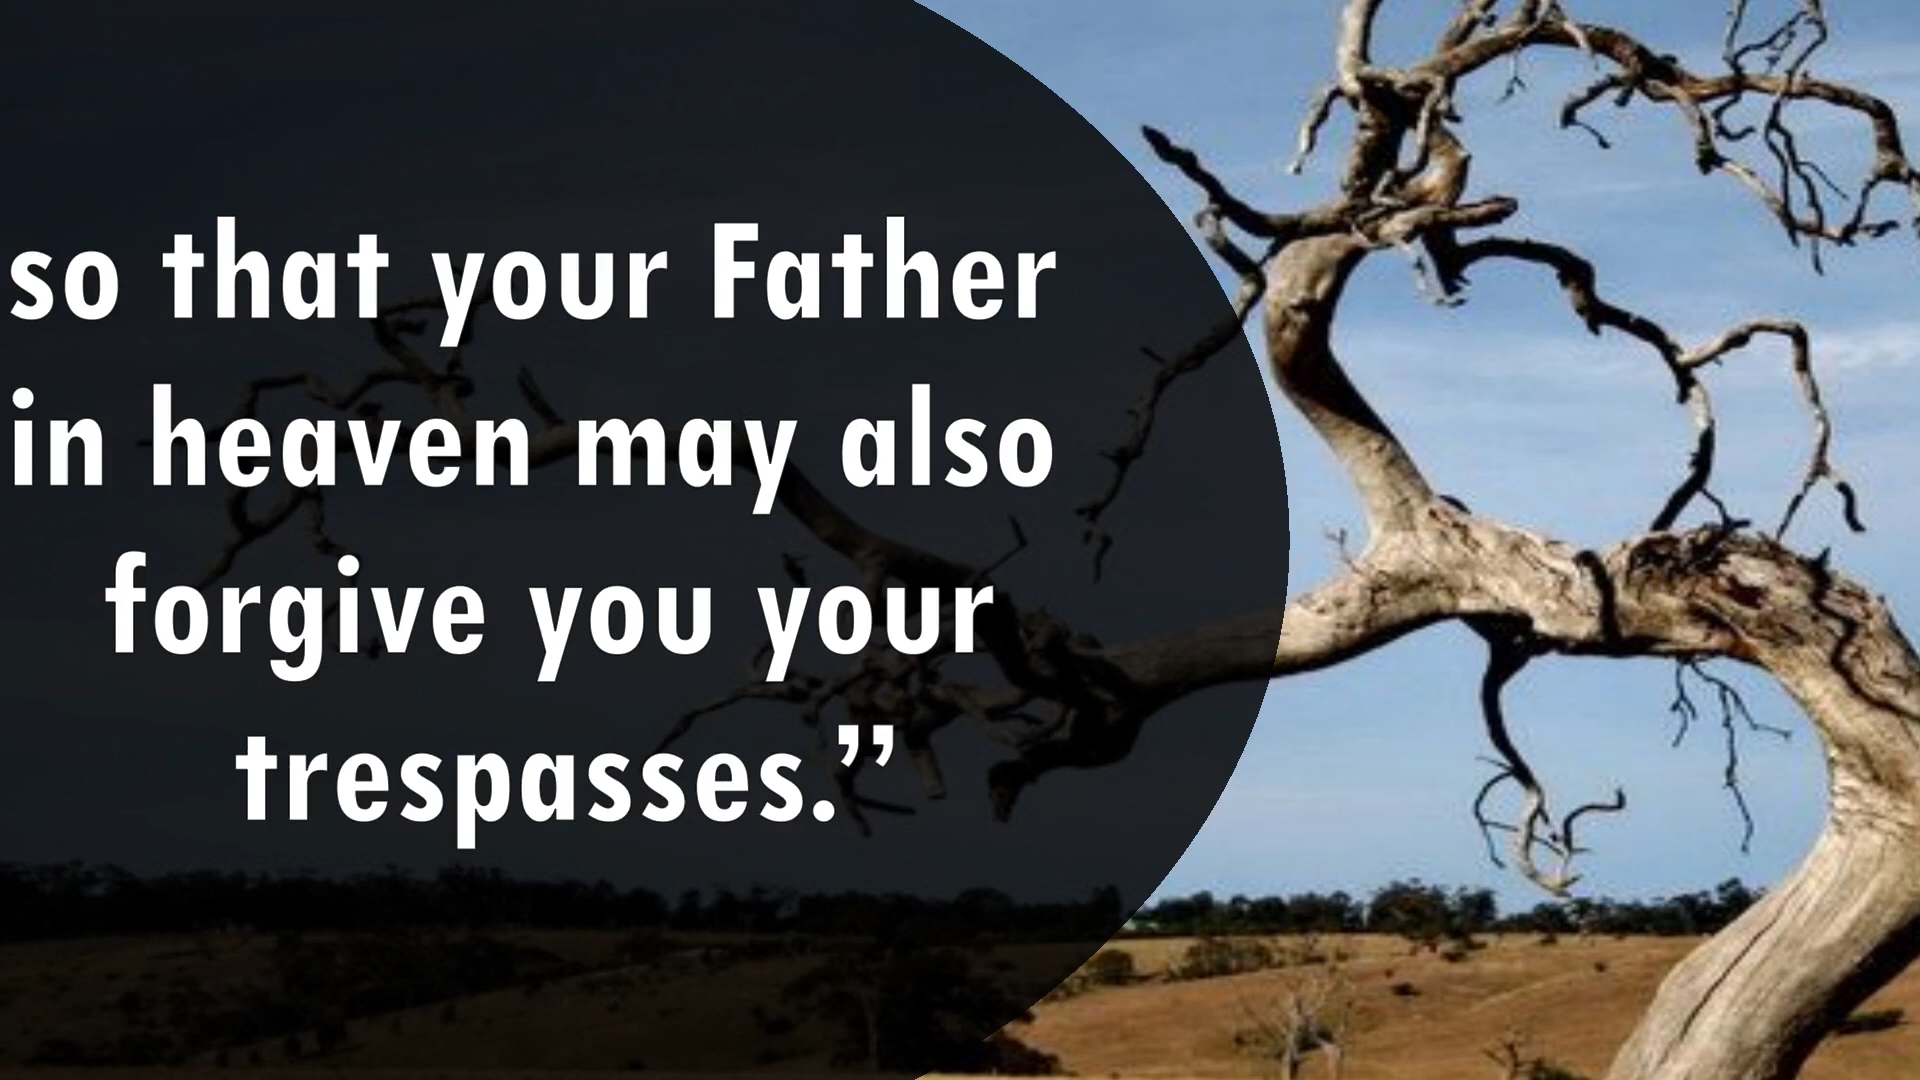 so that your Father
in heaven may also
forgive you your
trespasses.”